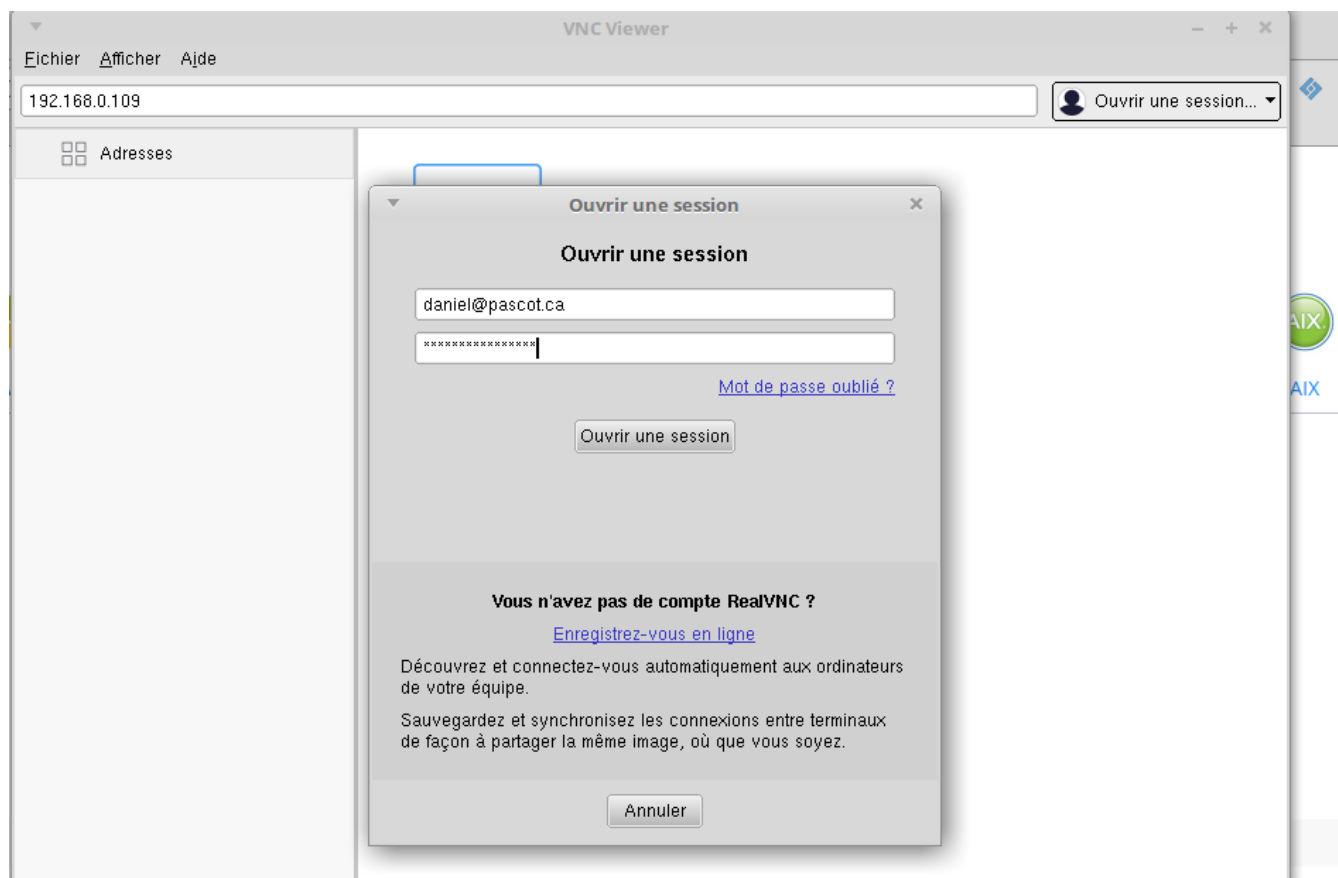 VNC Viewer
Fichier Afficher Aide
192.168.0.109
Ouvrir une session...
Adresses
Ouvrir une session
Ouvrir une session
daniel@pascot.ca
****************
Mot de passe oublié ?
Ouvrir une session
Vous n'avez pas de compte RealVNC ?
Enregistrez-vous en ligne
Découvrez et connectez-vous automatiquement aux ordinateurs
de votre équipe.
Sauvegardez et synchronisez les connexions entre terminaux
de façon à partager la même image, où que vous soyez.
Annuler
AIX
AIX